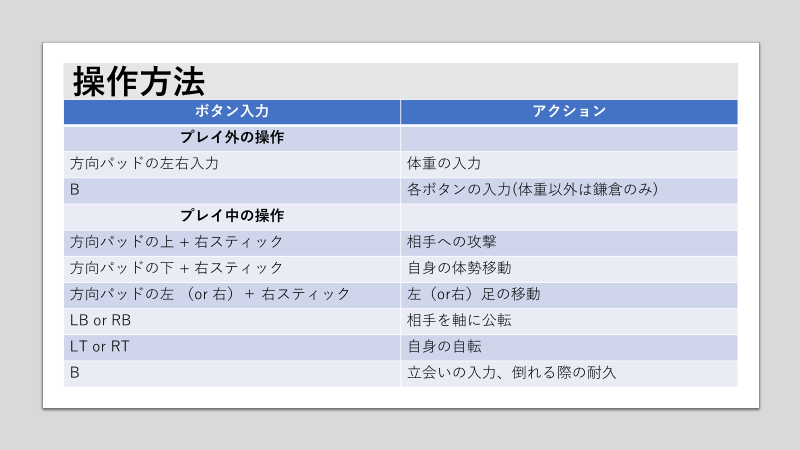 操作方法
ボタン入力 アクション
プレイ外の操作
方向パッドの左右入力 体重の入力
B 各ボタンの入力(体重以外は鎌倉のみ)
プレイ中の操作
方向パッドの上 + 右スティック 相手への攻撃
方向パッドの下 + 右スティック 自身の体勢移動
方向パッドの左 （or 右）+ 右スティック 左（or右）足の移動
LB or RB 相手を軸に公転
LT or RT 自身の自転
B 立会いの入力、倒れる際の耐久